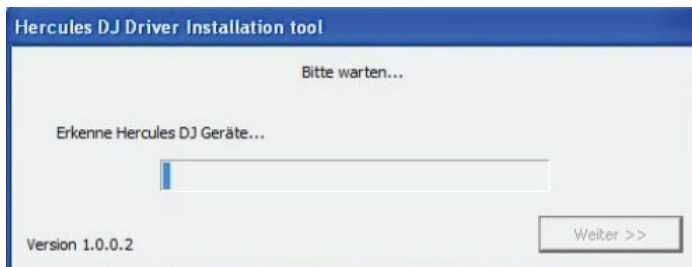 Hercules DJ Driver Installation tool
Bitte warten...
Erkenne Hercules DJ Geräte...
Weiter >>
Version 1.0.0.2